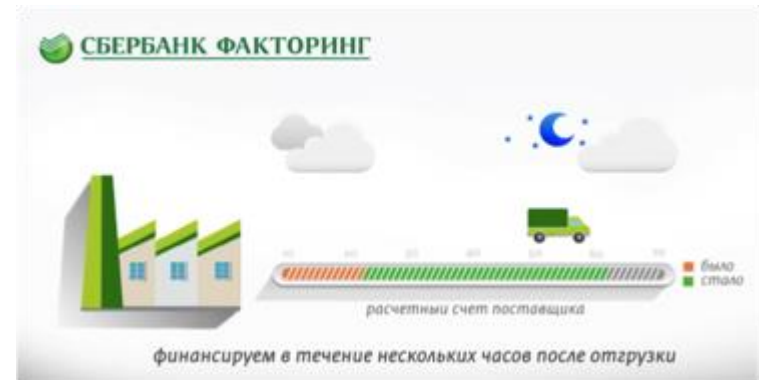 СБЕРБАНК ФАКТОРИНГ
было
стало
расчетный счет поставщика
финансируем в течение нескольких часов после отгрузки